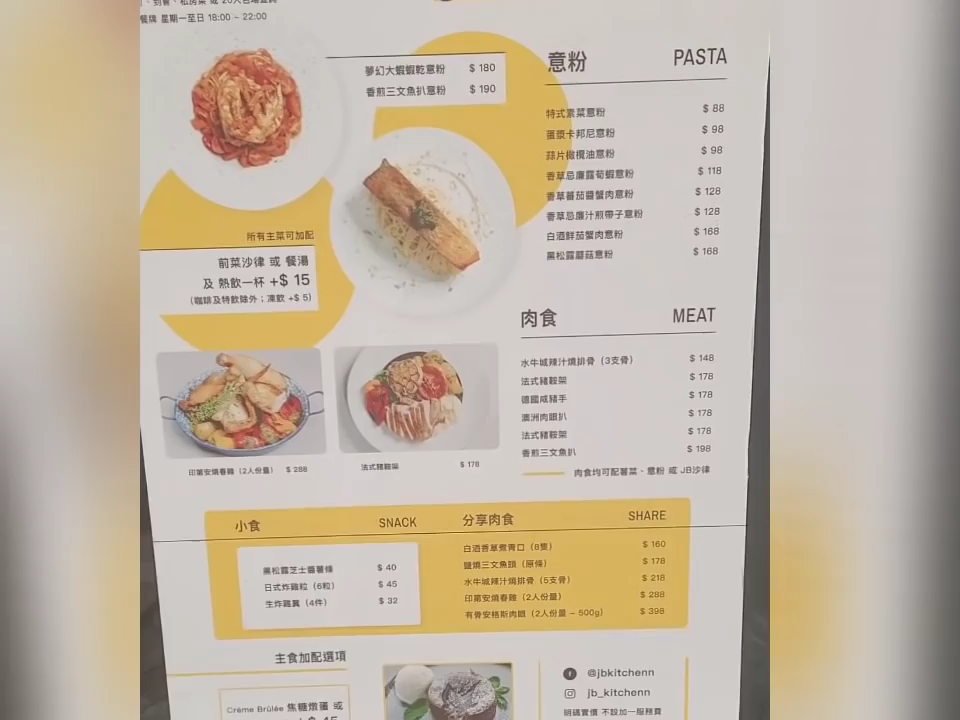 餐牌 星期一至日 18:00 - 22:00
夢幻大蝦蝦乾意粉 $ 180
香煎三文魚扒意粉 $ 190
意粉 PASTA
特式素菜意粉 $ 88
蛋漿卡邦尼意粉 $ 98
蒜片橄欖油意粉 $ 98
香草忌廉露荀蝦意粉 $ 118
香草蕃茄醬蟹肉意粉 $ 128
香草忌廉汁煎帶子意粉 $ 128
白酒鮮茄蟹肉意粉 $ 168
黑松露蘑菇意粉 $ 168
所有主菜可加配
前菜沙律 或 餐湯
及 熱飲一杯 +$ 15
(咖啡及特飲除外；凍飲 +$ 5)
肉食 MEAT
水牛城辣汁燒排骨 (3支骨) $ 148
法式豬鞍架 $ 178
德國咸豬手 $ 178
澳洲肉眼扒 $ 178
法式豬鞍架 $ 178
香煎三文魚扒 $ 198
肉食均可配薯菜、意粉 或 JB沙律
印第安燒春雞 (2人份量) $ 288
法式豬鞍架 $ 178
小食 SNACK
黑松露芝士醬薯條 $ 40
日式炸雞粒 (6粒) $ 45
生炸雞翼 (4件) $ 32
分享肉食 SHARE
白酒香草煮青口 (8隻) $ 160
鹽燒三文魚頭 (原條) $ 178
水牛城辣汁燒排骨 (5支骨) $ 218
印第安燒春雞 (2人份量) $ 288
有骨安格斯肉眼 (2人份量 - 500g) $ 398
主食加配選項
Crème Brûlée 焦糖燉蛋 或
@jbkitchenn
jb_kitchenn
明碼實價 不設加一服務費